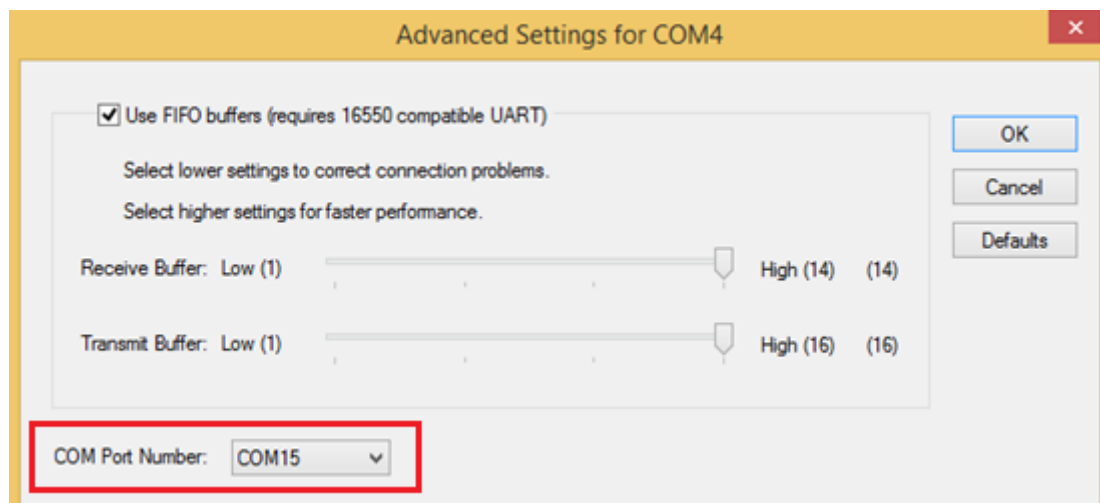 Advanced Settings for COM4
Use FIFO buffers (requires 16550 compatible UART)
OK
Select lower settings to correct connection problems.
Cancel
Select higher settings for faster performance.
Defaults
Receive Buffer: Low (1) High (14) (14)
Transmit Buffer: Low (1) High (16) (16)
COM Port Number: COM15